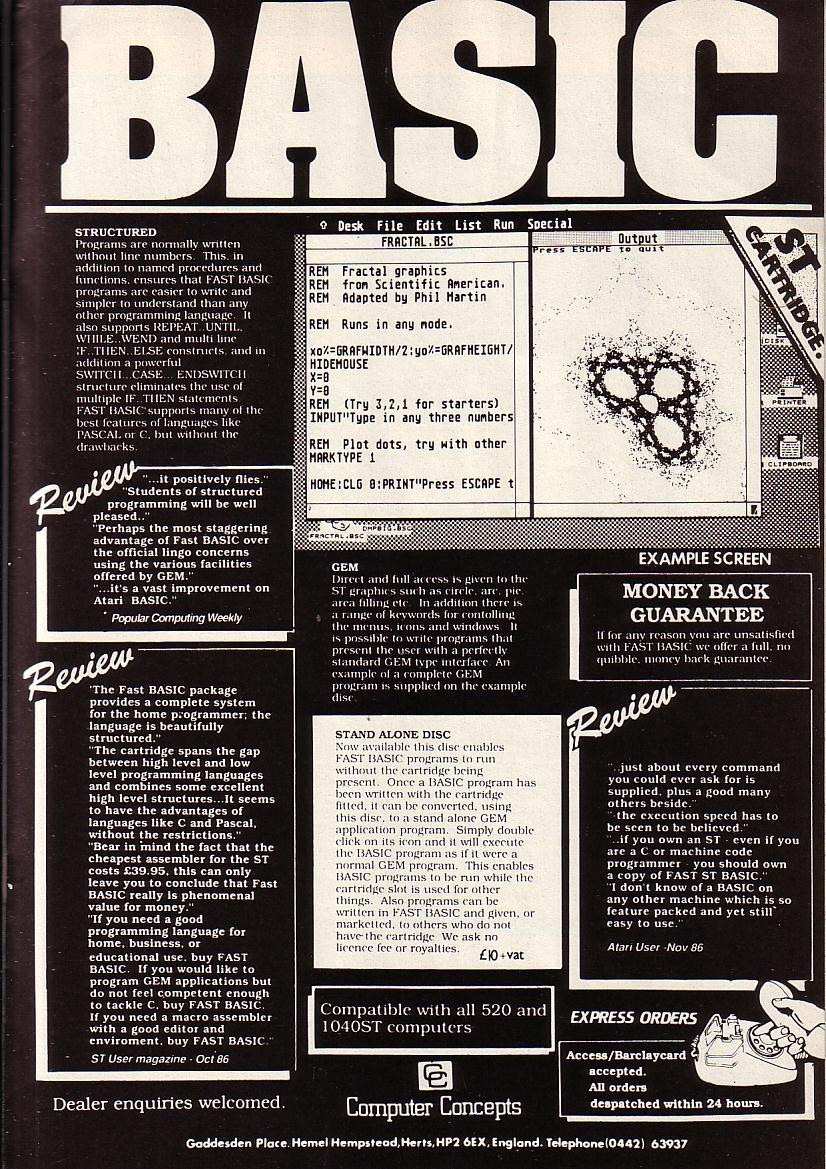 BASIC
STRUCTURED
Programs are normally written
without line numbers. This, in
addition to named procedures and
functions, ensures that FAST BASIC
programs are easier to write and
simpler to understand than any
other programming language. It
also supports REPEAT..UNTIL,
WHILE..WEND and multi line
IF..THEN..ELSE constructs, and in
addition a powerful
SWITCH...CASE... ENDSWITCH
structure eliminates the use of
multiple IF..THEN statements.
FAST BASIC supports many of the
best features of languages like
PASCAL or C, but without the
drawbacks.
Desk File Edit List Run Special
FRACTAL.BSC
REM Fractal graphics
REM from Scientific American.
REM Adapted by Phil Martin
REM Runs in any mode.
xo%=GRAFWIDTH/2:yo%=GRAFHEIGHT/
HIDEMOUSE
X=0
Y=0
REM (Try 3,2,1 for starters)
INPUT"Type in any three numbers
REM Plot dots, try with other
MARKTYPE 1
HOME:CLG 0:PRINT"Press ESCAPE t
Output
Press ESCAPE to quit
ST
CARTRIDGE.
DISK
PRINTER
CLIPBOARD
FRACTAL.BSC
EXAMPLE SCREEN
Review
"...it positively flies."
"Students of structured
programming will be well
pleased.."
"Perhaps the most staggering
advantage of Fast BASIC over
the official lingo concerns
using the various facilities
offered by GEM."
"...it's a vast improvement on
Atari BASIC."
Popular Computing Weekly
Review
"The Fast BASIC package
provides a complete system
for the home programmer; the
language is beautifully
structured."
"The cartridge spans the gap
between high level and low
level programming languages
and combines some excellent
high level structures...It seems
to have the advantages of
languages like C and Pascal,
without the restrictions."
"Bear in mind the fact that the
cheapest assembler for the ST
costs £39.95, this can only
leave you to conclude that Fast
BASIC really is phenomenal
value for money."
"If you need a good
programming language for
home, business, or
educational use, buy FAST
BASIC. If you would like to
program GEM applications but
do not feel competent enough
to tackle C, buy FAST BASIC.
If you need a macro assembler
with a good editor and
enviroment, buy FAST BASIC."
ST User magazine - Oct 86
GEM
Direct and full access is given to the
ST graphics such as circle, arc, pie,
area filling etc. In addition there is
a range of keywords for contolling
the menus, icons and windows. It
is possible to write programs that
present the user with a perfectly
standard GEM type interface. An
example of a complete GEM
program is supplied on the example
disc.
STAND ALONE DISC
Now available this disc enables
FAST BASIC programs to run
without the cartridge being
present. Once a BASIC program has
been written with the cartridge
fitted, it can be converted, using
this disc, to a stand alone GEM
application program. Simply double
click on its icon and it will execute
the BASIC program as if it were a
normal GEM program. This enables
BASIC programs to be run while the
cartridge slot is used for other
things. Also programs can be
written in FAST BASIC and given, or
marketted, to others who do not
have the cartridge. We ask no
licence fee or royalties.
£10+vat
MONEY BACK
GUARANTEE
If for any reason you are unsatisfied
with FAST BASIC we offer a full, no
quibble, money back guarantee.
Review
"..just about every command
you could ever ask for is
supplied, plus a good many
others beside."
"-the execution speed has to
be seen to be believed."
"..if you own an ST - even if you
are a C or machine code
programmer - you should own
a copy of FAST ST BASIC."
"I don't know of a BASIC on
any other machine which is so
feature packed and yet still
easy to use."
Atari User -Nov 86
Compatible with all 520 and
1040ST computers
EXPRESS ORDERS
Access/Barclaycard
accepted.
All orders
despatched within 24 hours.
Dealer enquiries welcomed.
CC
Computer Concepts
Gaddesden Place. Hemel Hempstead, Herts, HP2 6EX, England. Telephone (0442) 63937